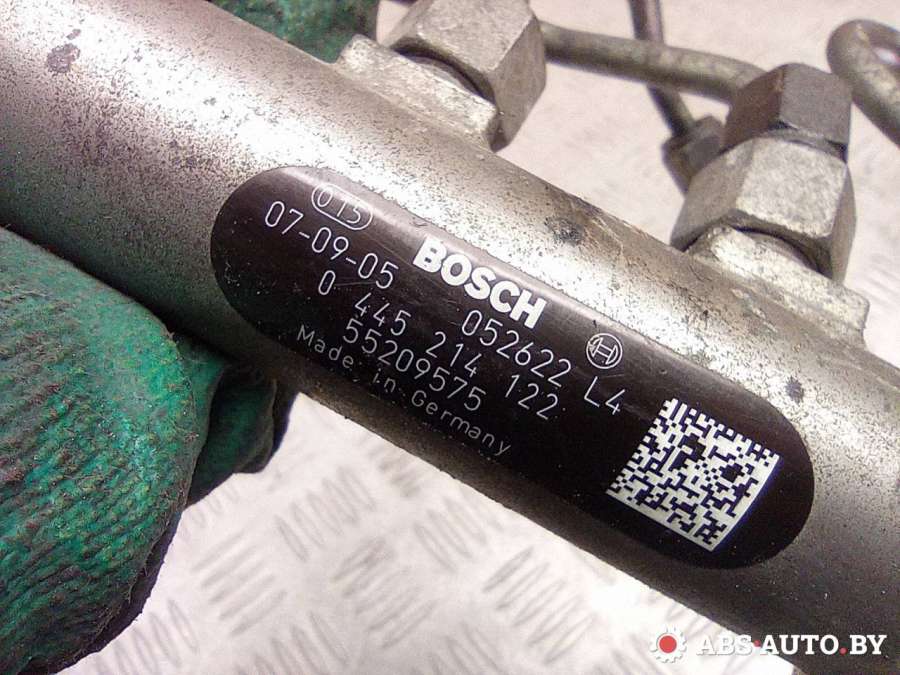 015
BOSCH
07-09-05 052622 L4
0 445 214 122
55209575
Made in Germany
ABS-AUTO.BY